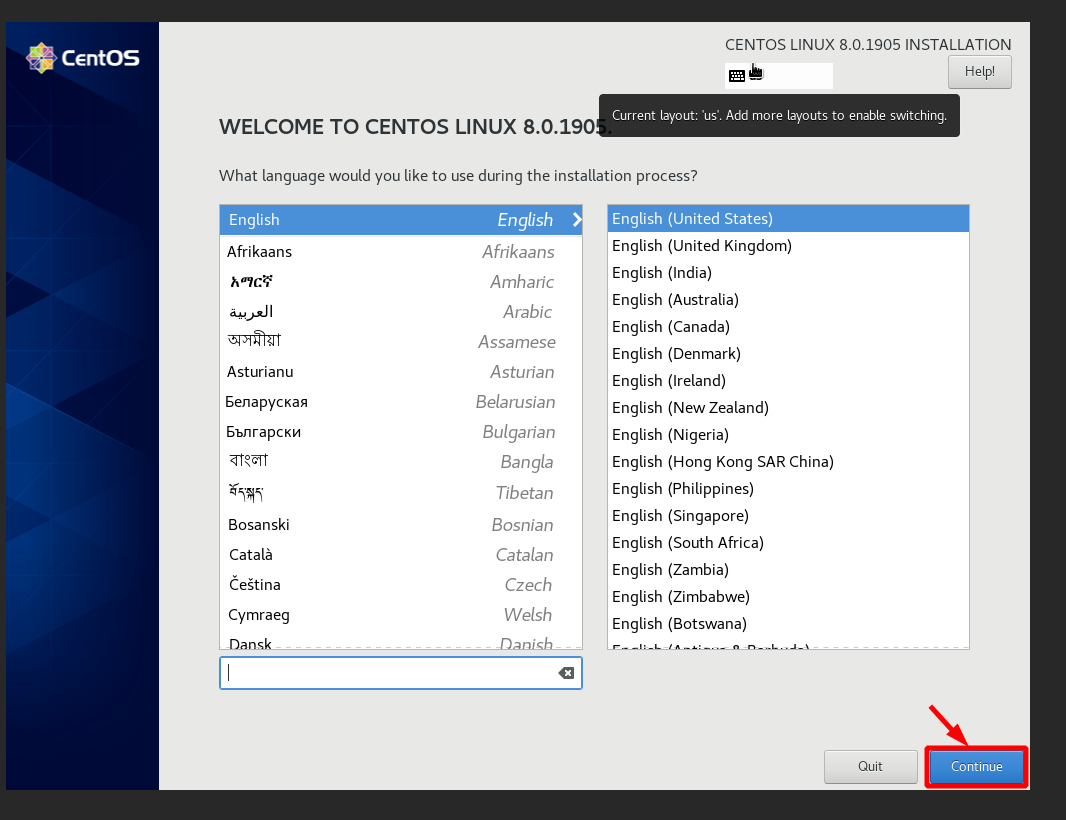 CentOS
CENTOS LINUX 8.0.1905 INSTALLATION
Help!
Current layout: 'us'. Add more layouts to enable switching.
WELCOME TO CENTOS LINUX 8.0.1905.
What language would you like to use during the installation process?
English English
Afrikaans Afrikaans
አማርኛ Amharic
العربية Arabic
অসমীয়া Assamese
Asturianu Asturian
Беларуская Belarusian
Български Bulgarian
বাংলা Bangla
བོད་སྐད་ Tibetan
Bosanski Bosnian
Català Catalan
Čeština Czech
Cymraeg Welsh
Dansk Danish
English (United States)
English (United Kingdom)
English (India)
English (Australia)
English (Canada)
English (Denmark)
English (Ireland)
English (New Zealand)
English (Nigeria)
English (Hong Kong SAR China)
English (Philippines)
English (Singapore)
English (South Africa)
English (Zambia)
English (Zimbabwe)
English (Botswana)
English (Antigua & Barbuda)
Quit
Continue